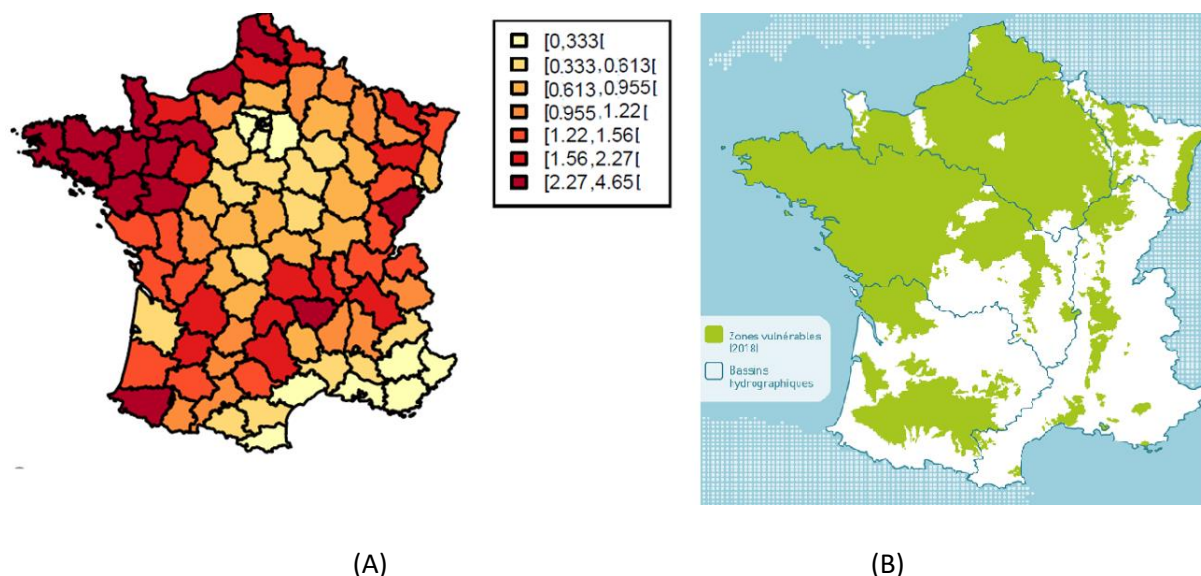 [0,333[
[0.333,0.613[
[0.613,0.955[
[0.955,1.22[
[1.22,1.56[
[1.56,2.27[
[2.27,4.65[
Zones vulnérables
[2018]
Bassins
hydrographiques
(A)
(B)